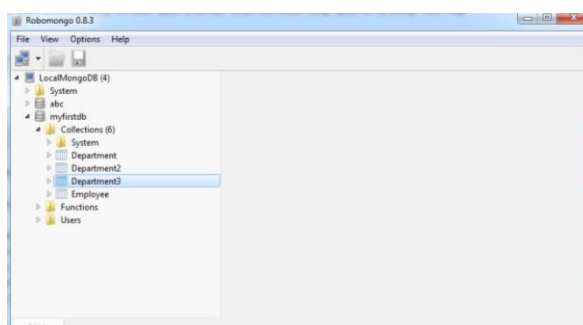 Robomongo 0.8.3
File View Options Help
LocalMongoDB (4)
System
abc
myfirstdb
Collections (6)
System
Department
Department2
Department3
Employee
Functions
Users